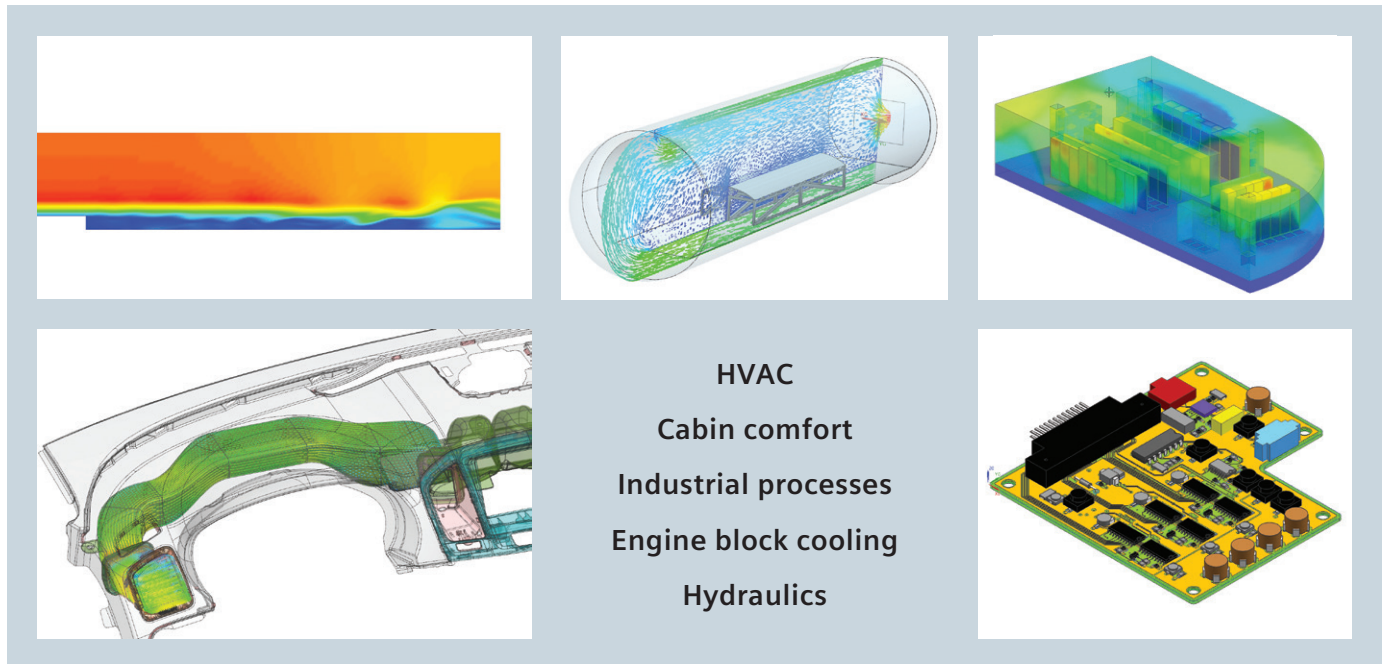 HVAC
Cabin comfort
Industrial processes
Engine block cooling
Hydraulics